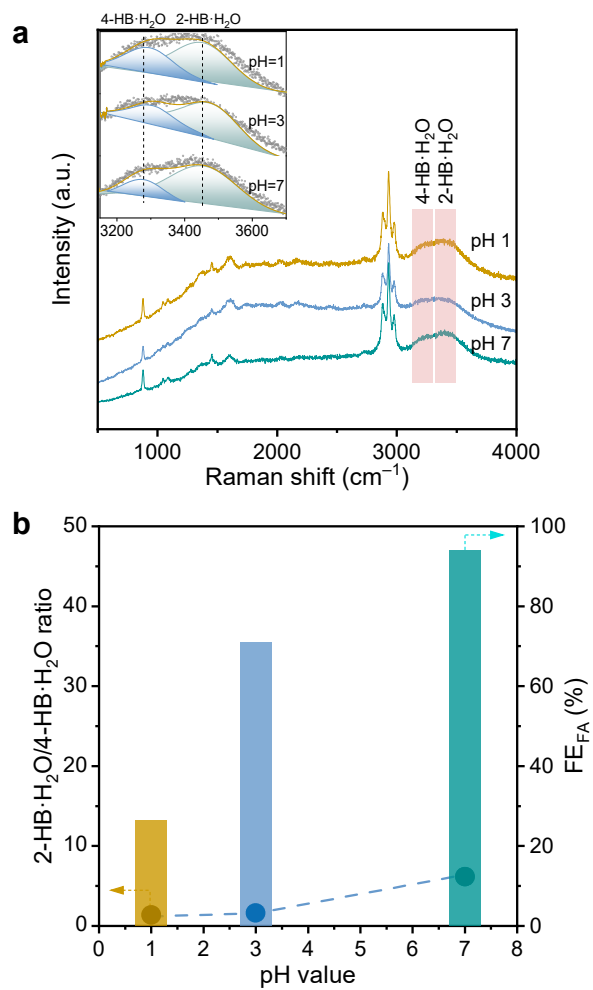 a
4-HB·H₂O 2-HB·H₂O
pH=1
pH=3
pH=7
3200 3400 3600
4-HB·H₂O
2-HB·H₂O
pH 1
pH 3
pH 7
Intensity (a.u.)
1000 2000 3000 4000
Raman shift (cm⁻¹)
b
50
40
30
20
10
0
2-HB·H₂O/4-HB·H₂O ratio
100
80
60
40
20
0
FE_FA (%)
0 1 2 3 4 5 6 7 8
pH value